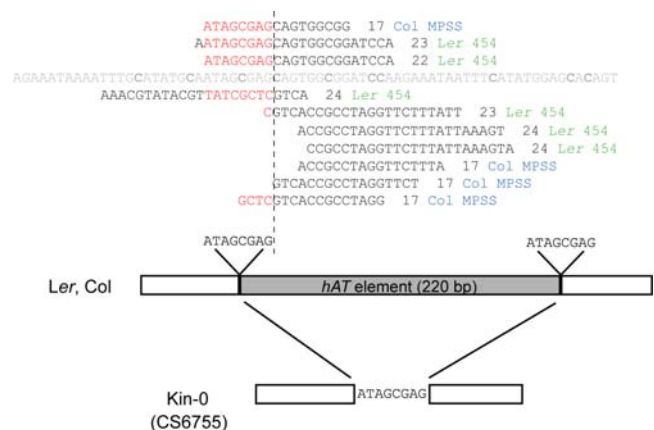 ATAGCGAGCAGTGGCGG 17 Col MPSS
AATAGCGAGCAGTGGCGGATCCA 23 Ler 454
ATAGCGAGCAGTGGCGGATCCA 22 Ler 454
AGAAATAAAATTTGCATATGCAATAGCGAGCAGTGGCGGATCCAAGAAATAATTTCATATGGAGCACAGT
AAACGTATACGTTATCGCTCGTCA 24 Ler 454
CGTCACCGCCTAGGTTCTTTATT 23 Ler 454
ACCGCCTAGGTTCTTTATTAAAGT 24 Ler 454
CCGCCTAGGTTCTTTATTAAAGTA 24 Ler 454
ACCGCCTAGGTTCTTTA 17 Col MPSS
GTCACCGCCTAGGTTCT 17 Col MPSS
GCTCGTCACCGCCTAGG 17 Col MPSS
ATAGCGAG ATAGCGAG
Ler, Col hAT element (220 bp)
ATAGCGAG
Kin-0
(CS6755)